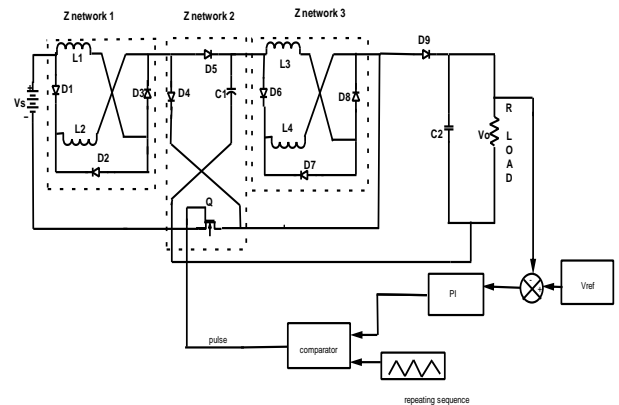 Z network 1
Z network 2
Z network 3
L1
D5
L3
D9
Vs
+
−
D1
D3
D4
C1
D6
D8
L2
L4
D2
D7
C2
Vo
R
L
O
A
D
Q
PI
-
+
Vref
pulse
comparator
repeating sequence